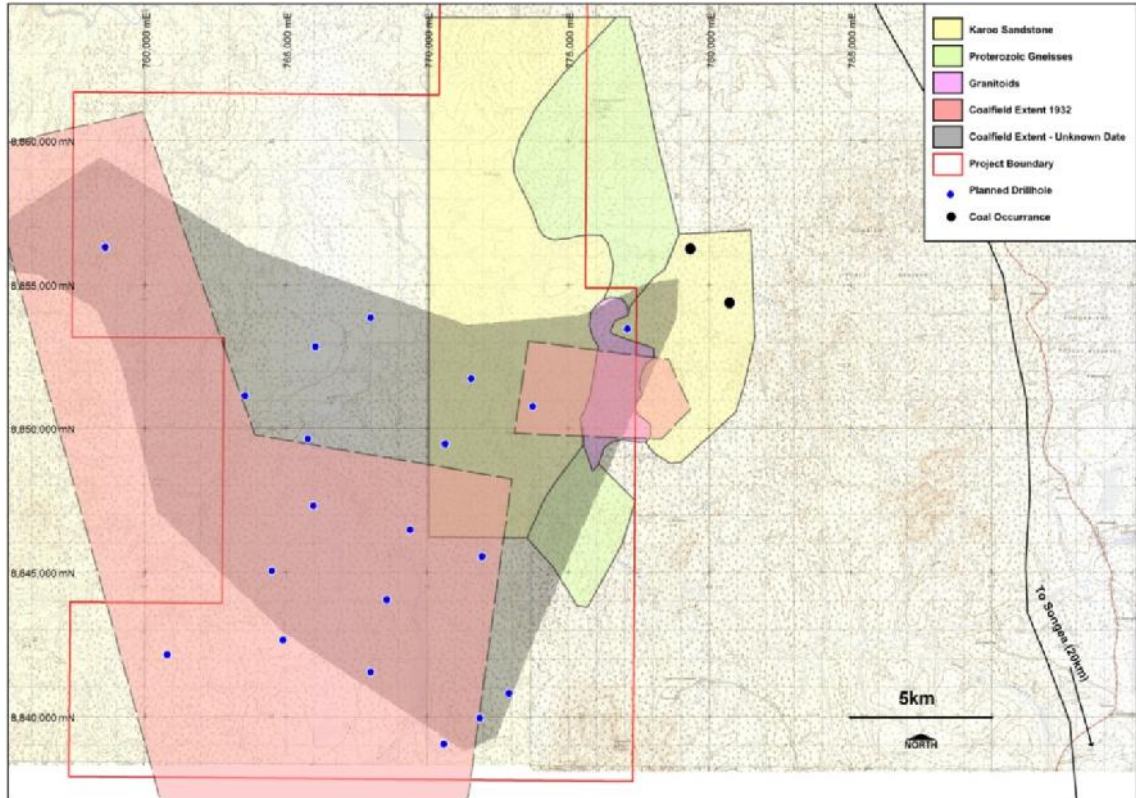 760,000 mE
765,000 mE
770,000 mE
775,000 mE
780,000 mE
785,000 mE
Karoo Sandstone
Proterozoic Gneisses
Granitoids
Coalfield Extent 1932
Coalfield Extent - Unknown Date
Project Boundary
Planned Drillhole
Coal Occurrance
8,860,000 mN
8,855,000 mN
8,850,000 mN
8,845,000 mN
8,840,000 mN
To Songea (20km)
5km
NORTH